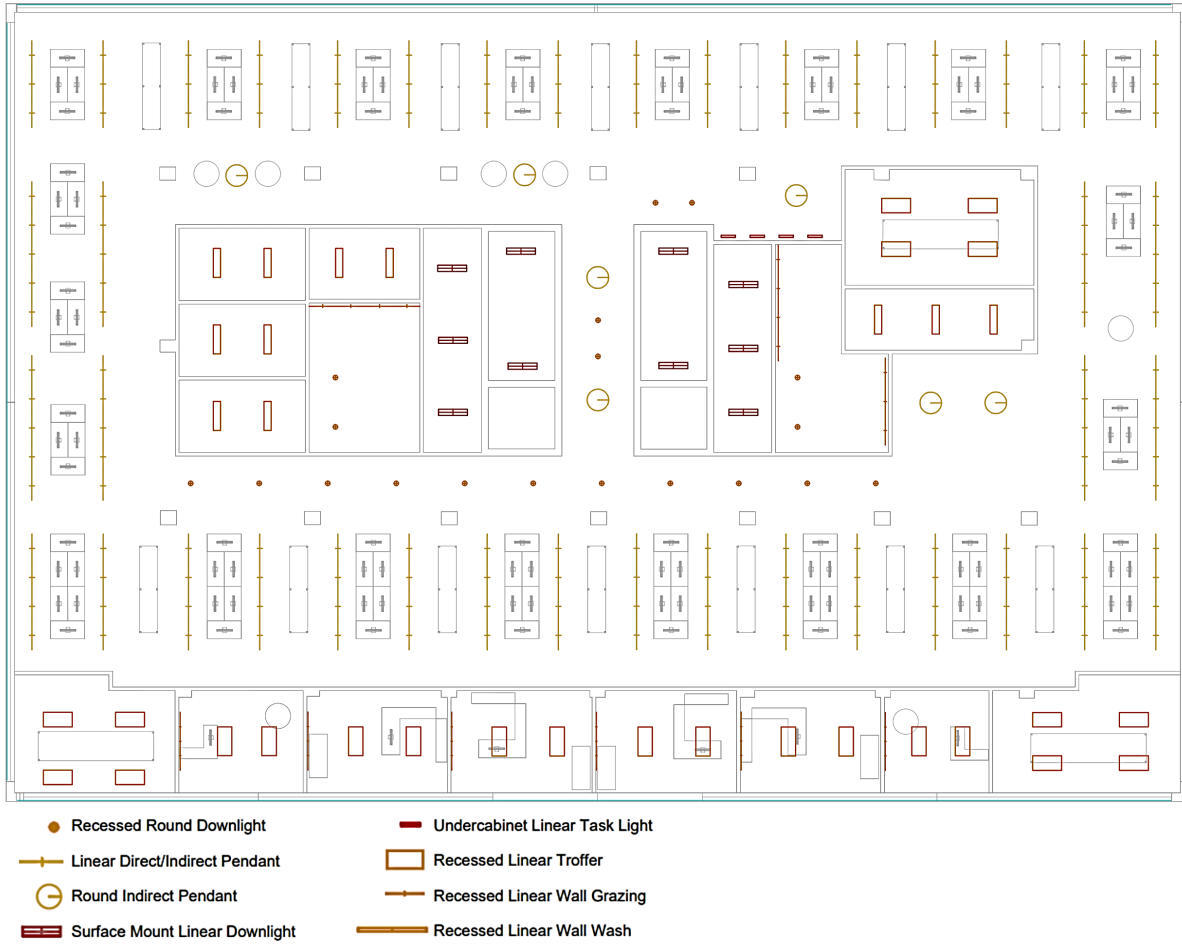 Recessed Round Downlight
Undercabinet Linear Task Light
Linear Direct/Indirect Pendant
Recessed Linear Troffer
Round Indirect Pendant
Recessed Linear Wall Grazing
Surface Mount Linear Downlight
Recessed Linear Wall Wash